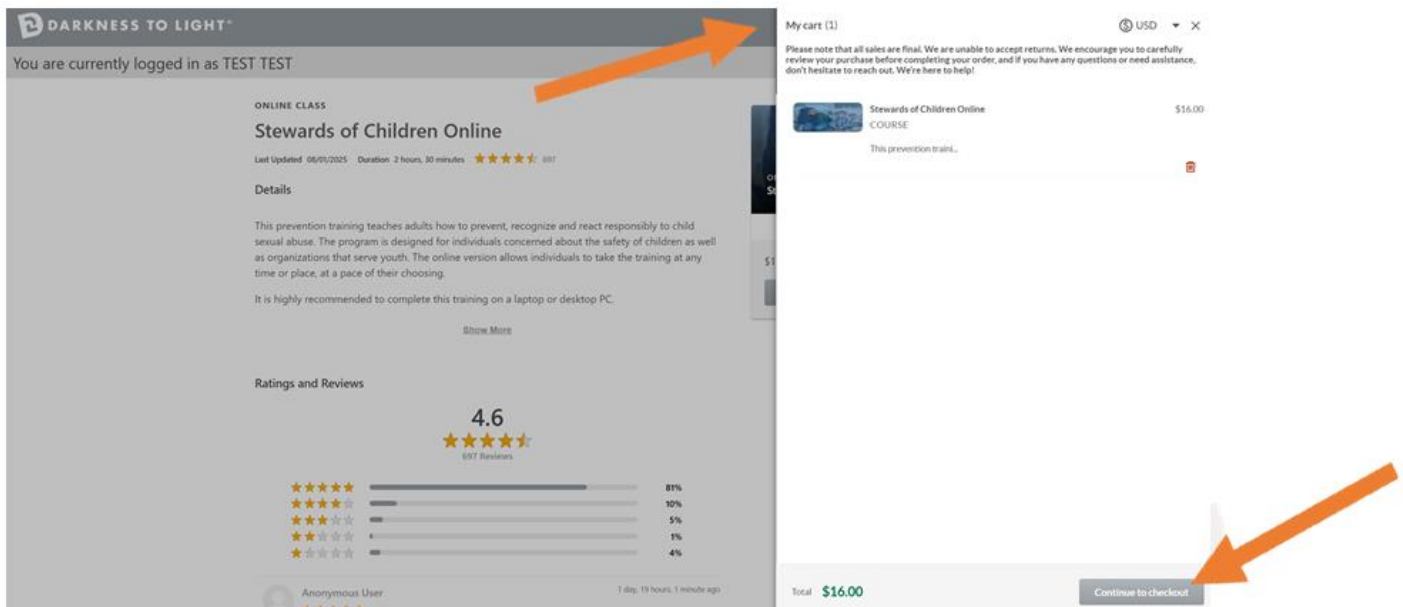 DARKNESS TO LIGHT®
You are currently logged in as TEST TEST
ONLINE CLASS
Stewards of Children Online
Last Updated 08/01/2025 Duration 2 hours, 30 minutes 697
Details
This prevention training teaches adults how to prevent, recognize and react responsibly to child
sexual abuse. The program is designed for individuals concerned about the safety of children as well
as organizations that serve youth. The online version allows individuals to take the training at any
time or place, at a pace of their choosing.
It is highly recommended to complete this training on a laptop or desktop PC.
Show More
Ratings and Reviews
4.6
697 Reviews
81%
10%
5%
1%
4%
Anonymous User
1 day, 19 hours, 1 minute ago
My cart (1)
USD
Please note that all sales are final. We are unable to accept returns. We encourage you to carefully
review your purchase before completing your order, and if you have any questions or need assistance,
don't hesitate to reach out. We're here to help!
Stewards of Children Online $16.00
COURSE
This prevention traini...
Total $16.00
Continue to checkout